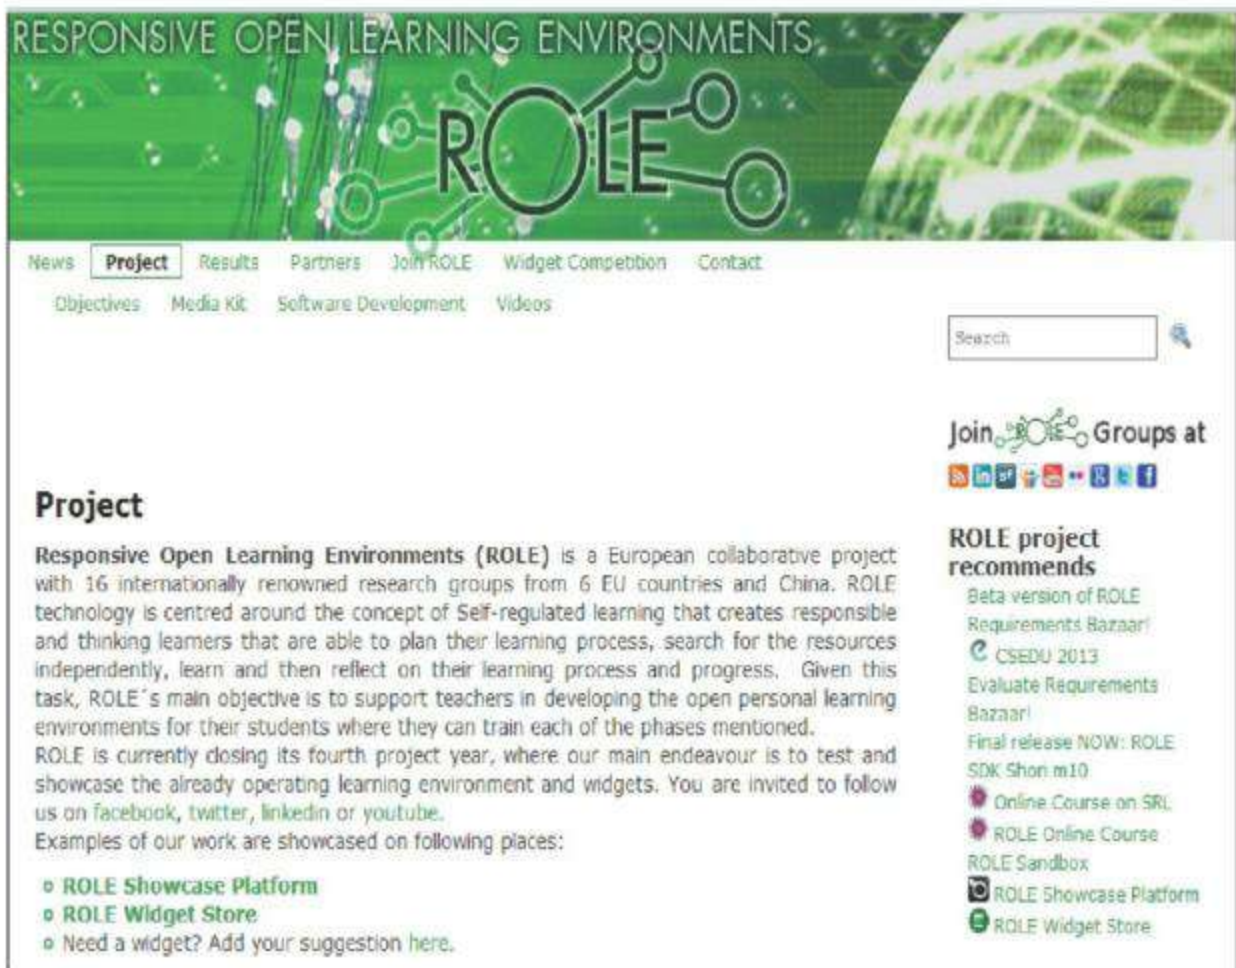 RESPONSIVE OPEN LEARNING ENVIRONMENTS
ROLE
News Project Results Partners Join ROLE Widget Competition Contact
Objectives Media Kit Software Development Videos
Search
Join ROLE Groups at
Project
Responsive Open Learning Environments (ROLE) is a European collaborative project
with 16 internationally renowned research groups from 6 EU countries and China. ROLE
technology is centred around the concept of Self-regulated learning that creates responsible
and thinking learners that are able to plan their learning process, search for the resources
independently, learn and then reflect on their learning process and progress. Given this
task, ROLE´s main objective is to support teachers in developing the open personal learning
environments for their students where they can train each of the phases mentioned.
ROLE is currently closing its fourth project year, where our main endeavour is to test and
showcase the already operating learning environment and widgets. You are invited to follow
us on facebook, twitter, linkedin or youtube.
Examples of our work are showcased on following places:
ROLE Showcase Platform
ROLE Widget Store
Need a widget? Add your suggestion here.
ROLE project
recommends
Beta version of ROLE
Requirements Bazaar!
CSEDU 2013
Evaluate Requirements
Bazaar!
Final release NOW: ROLE
SDK Shon m10
Online Course on SRL
ROLE Online Course
ROLE Sandbox
ROLE Showcase Platform
ROLE Widget Store